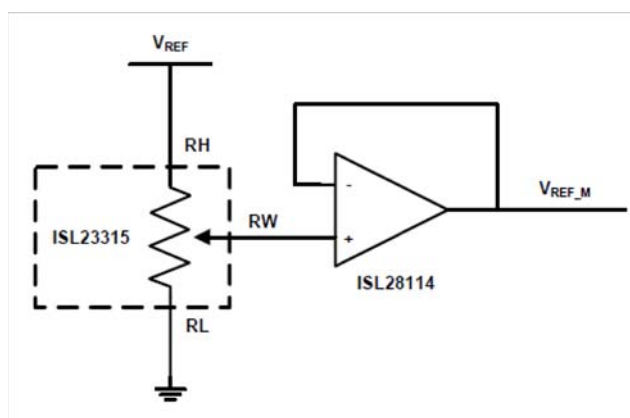 VREF
RH
ISL23315
RW
RL
-
+
ISL28114
VREF_M